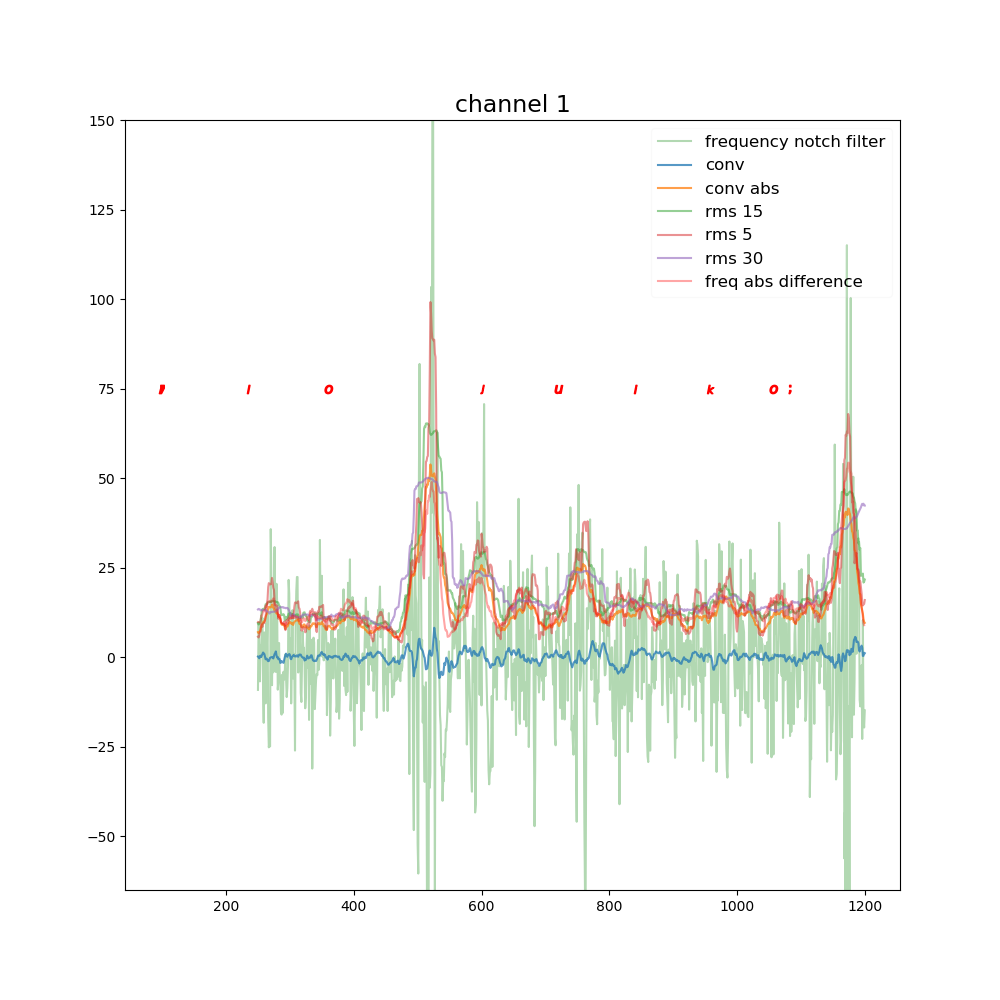 channel 1
150
125
100
75
50
25
0
−25
−50
frequency notch filter
conv
conv abs
rms 15
rms 5
rms 30
freq abs difference
l o J u l k o ;
200 400 600 800 1000 1200